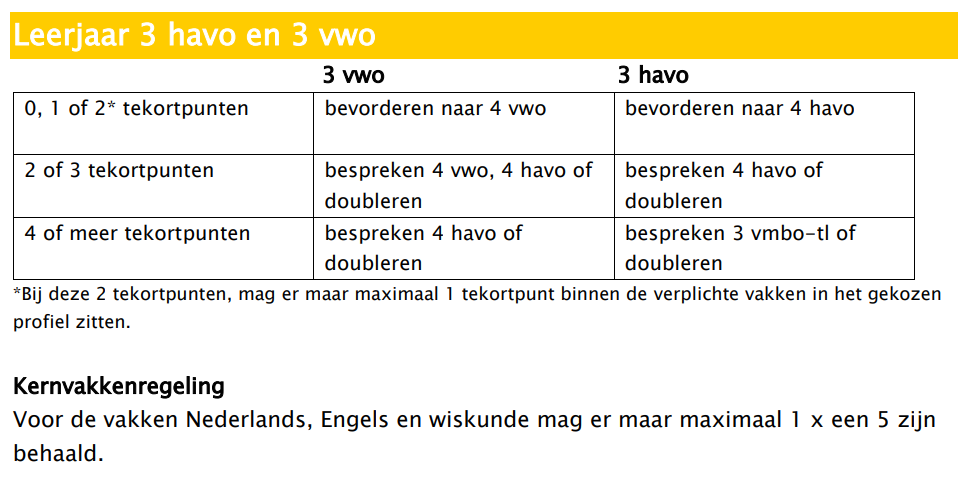 Leerjaar 3 havo en 3 vwo
3 vwo 3 havo
0, 1 of 2* tekortpunten bevorderen naar 4 vwo bevorderen naar 4 havo
2 of 3 tekortpunten bespreken 4 vwo, 4 havo of bespreken 4 havo of
doubleren doubleren
4 of meer tekortpunten bespreken 4 havo of bespreken 3 vmbo-tl of
doubleren doubleren
*Bij deze 2 tekortpunten, mag er maar maximaal 1 tekortpunt binnen de verplichte vakken in het gekozen
profiel zitten.
Kernvakkenregeling
Voor de vakken Nederlands, Engels en wiskunde mag er maar maximaal 1 x een 5 zijn
behaald.